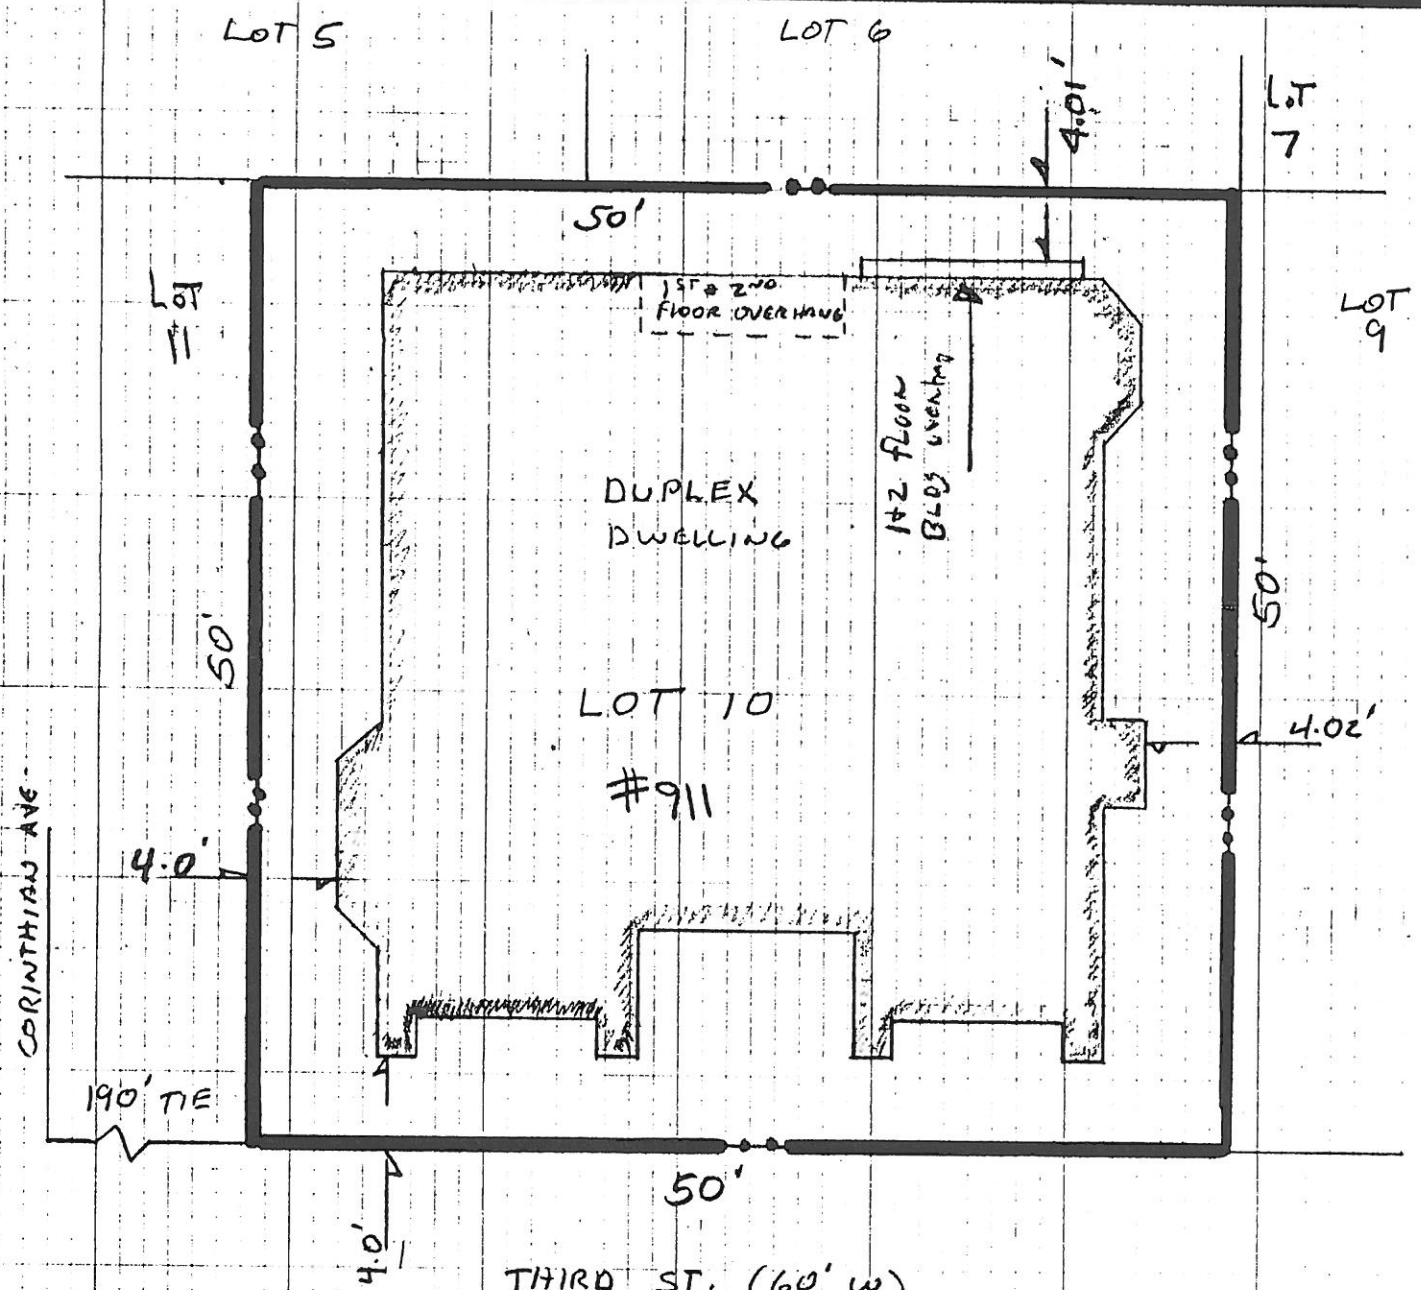 LOT 5
LOT 6
LOT
7
4.01'
50'
LOT
11
1ST & 2ND
FLOOR OVERHANG
LOT
9
1+2 floor
BLDG
DUPLEX
DWELLING
50'
50'
LOT 10
#911
4.02'
4.0'
CORINTHIAN AVE.
190' TIE
50'
4.0'
THIRD ST. (60' W)